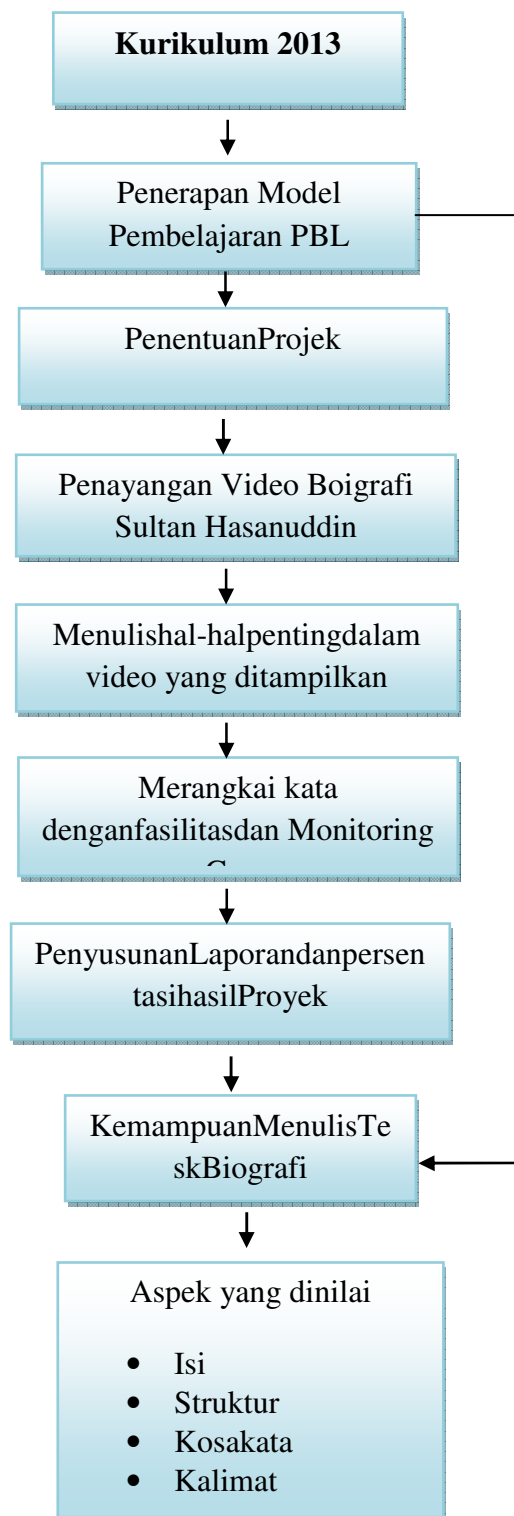 Kurikulum 2013
Penerapan Model
Pembelajaran PBL
PenentuanProjek
Penayangan Video Boigrafi
Sultan Hasanuddin
Menulishal-halpentingdalam
video yang ditampilkan
Merangkai kata
denganfasilitasdan Monitoring
PenyusunanLaporandanpersen
tasihasilProyek
KemampuanMenulisTe
skBiografi
Aspek yang dinilai
• Isi
• Struktur
• Kosakata
• Kalimat